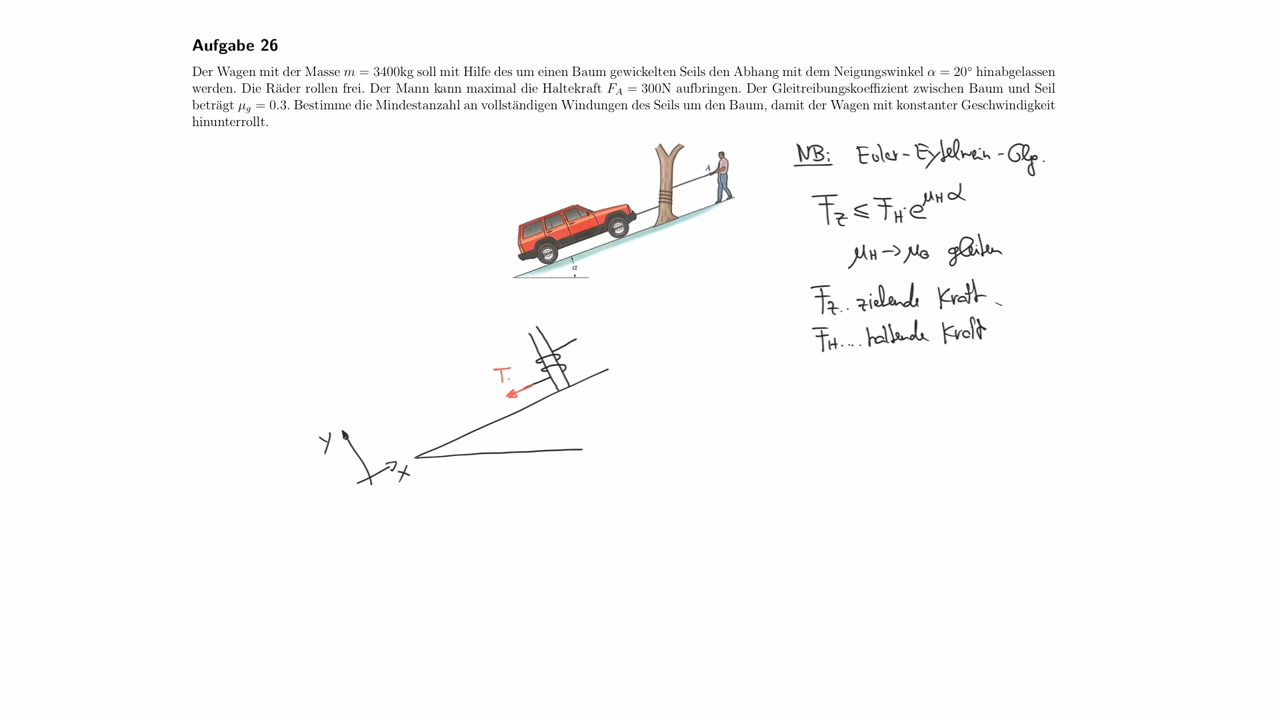 Aufgabe 26
Der Wagen mit der Masse m = 3400kg soll mit Hilfe des um einen Baum gewickelten Seils den Abhang mit dem Neigungswinkel α = 20° hinabgelassen
werden. Die Räder rollen frei. Der Mann kann maximal die Haltekraft F_A = 300N aufbringen. Der Gleitreibungskoeffizient zwischen Baum und Seil
beträgt μ_g = 0.3. Bestimme die Mindestanzahl an vollständigen Windungen des Seils um den Baum, damit der Wagen mit konstanter Geschwindigkeit
hinunterrollt.
NB: Euler-Eytelwein-Glg.
A
F_Z ≤ F_H · e^{μ_H α}
μ_H → μ_G gleiten
α
F_Z .. ziehende Kraft
F_H .... haltende Kraft
T.
Y
X